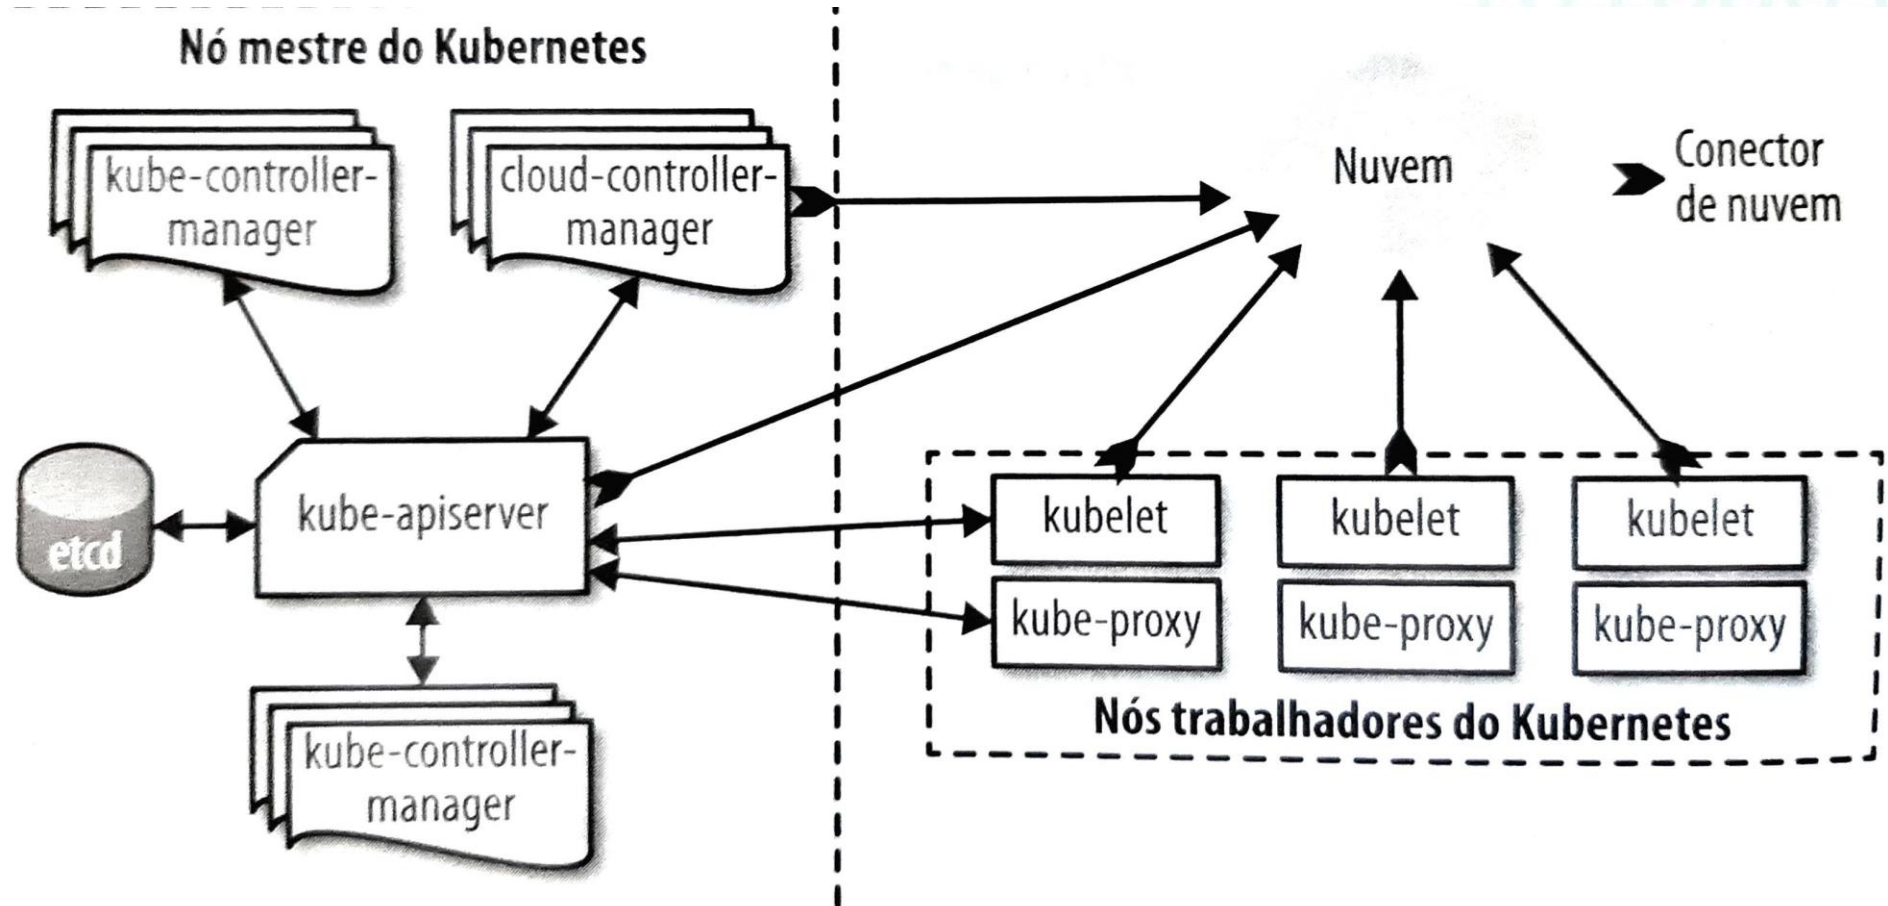 Nó mestre do Kubernetes
kube-controller-
manager
cloud-controller-
manager
Nuvem
Conector
de nuvem
etcd
kube-apiserver
kubelet
kubelet
kubelet
kube-proxy
kube-proxy
kube-proxy
Nós trabalhadores do Kubernetes
kube-controller-
manager